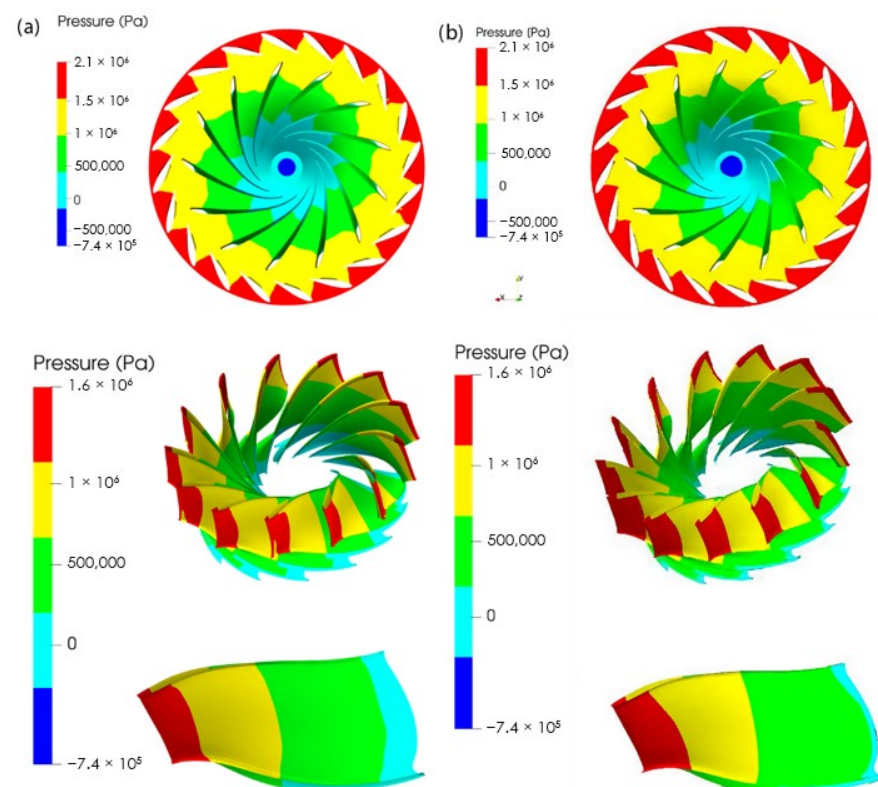 (a)
Pressure (Pa)
2.1 × 10⁶
1.5 × 10⁶
1 × 10⁶
500,000
0
−500,000
−7.4 × 10⁵
(b)
Pressure (Pa)
2.1 × 10⁶
1.5 × 10⁶
1 × 10⁶
500,000
0
−500,000
−7.4 × 10⁵
Y
X
Z
Pressure (Pa)
1.6 × 10⁶
1 × 10⁶
500,000
0
−7.4 × 10⁵
Pressure (Pa)
1.6 × 10⁶
1 × 10⁶
500,000
0
−7.4 × 10⁵